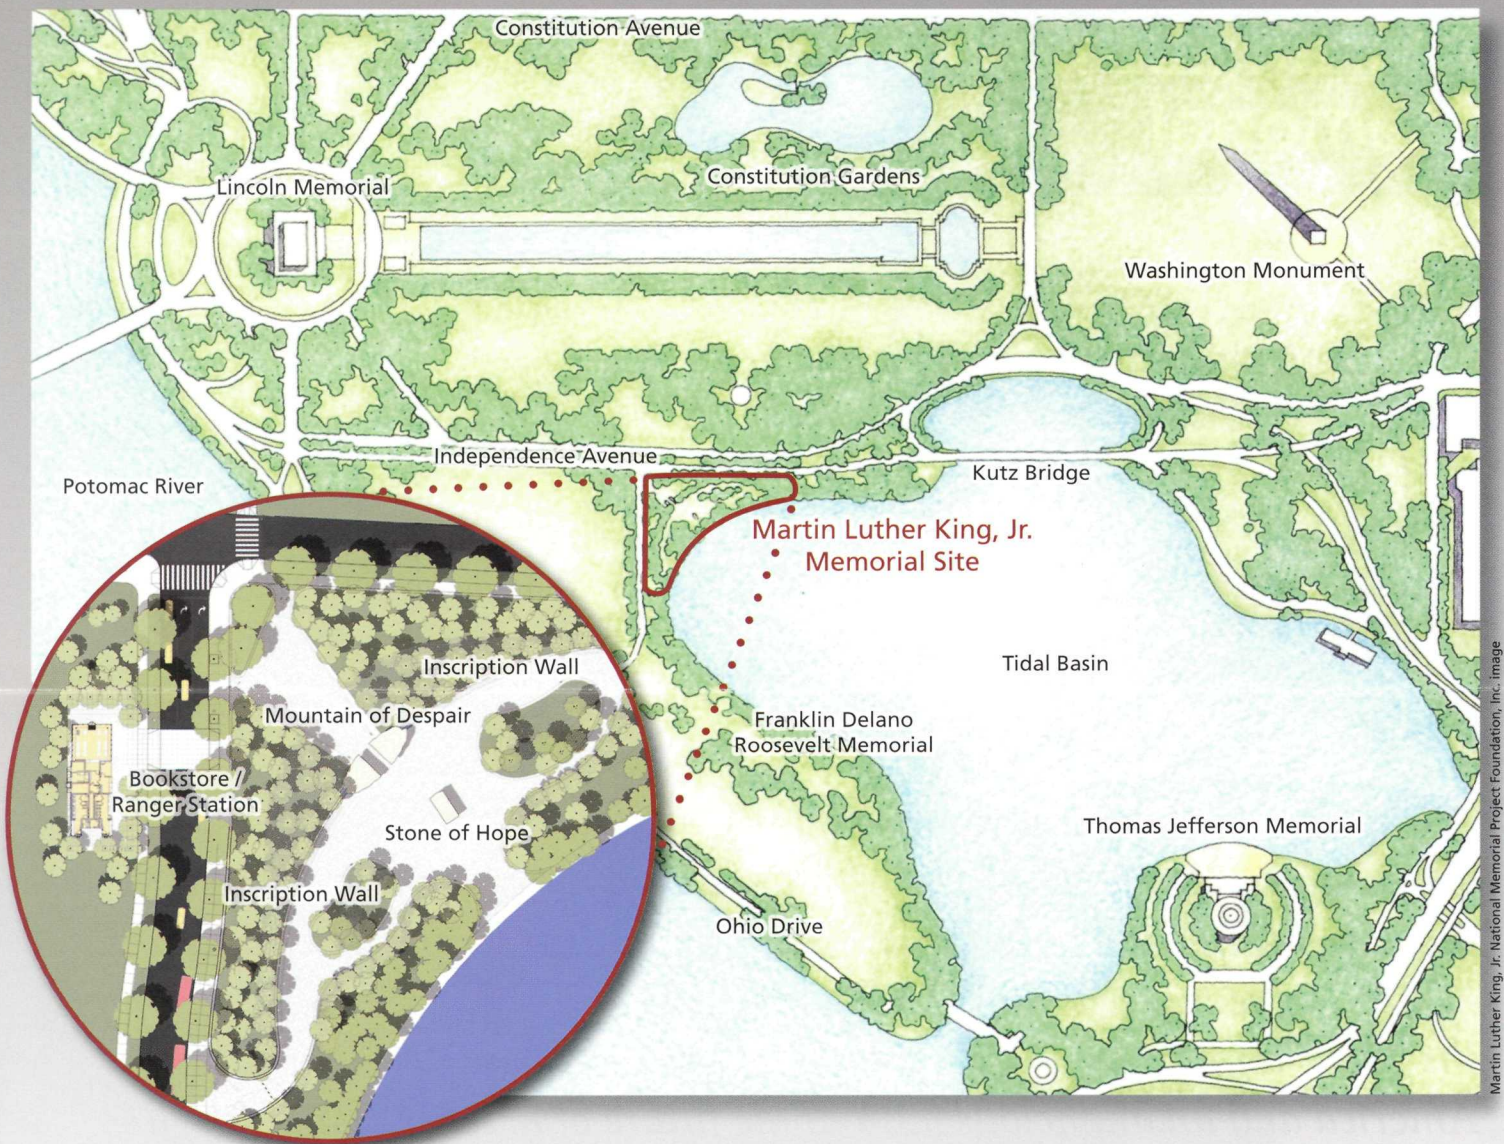 Constitution Avenue
Lincoln Memorial
Constitution Gardens
Washington Monument
Independence Avenue
Potomac River
Kutz Bridge
Martin Luther King, Jr.
Memorial Site
Inscription Wall
Tidal Basin
Mountain of Despair
Franklin Delano
Roosevelt Memorial
Bookstore /
Ranger Station
Stone of Hope
Thomas Jefferson Memorial
Inscription Wall
Ohio Drive
Martin Luther King, Jr. National Memorial Project Foundation, Inc. image